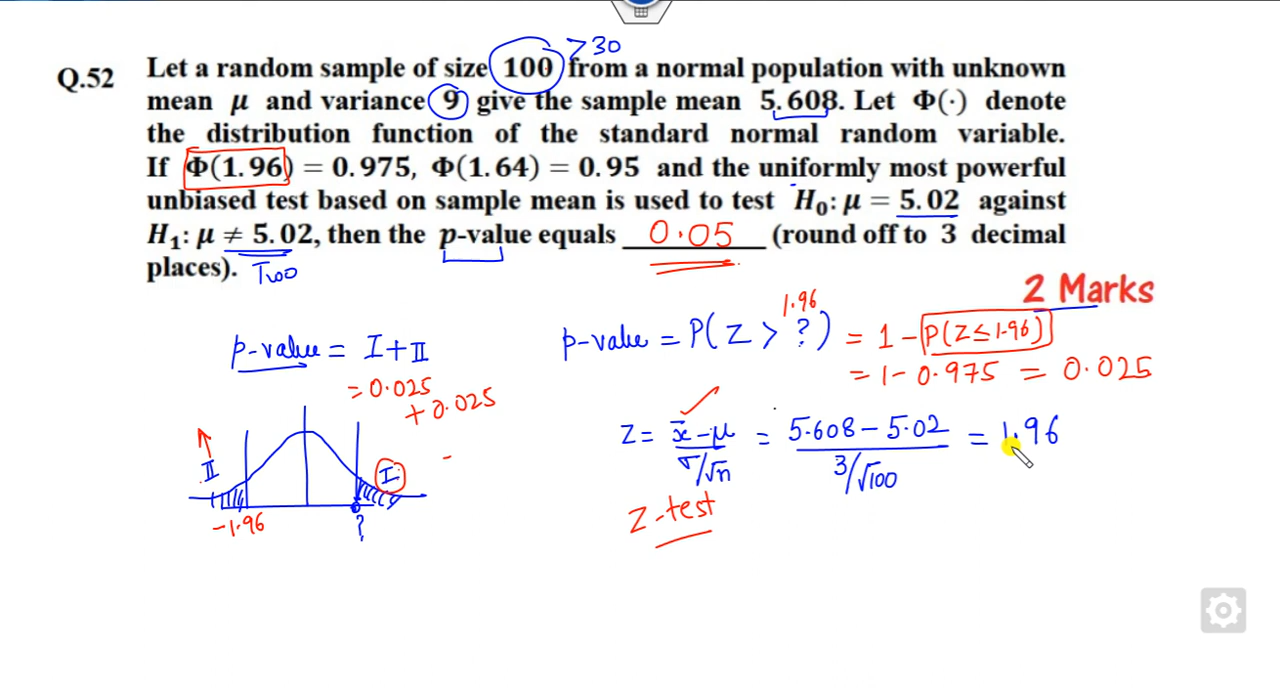 >30
Q.52 Let a random sample of size 100 from a normal population with unknown
mean μ and variance 9 give the sample mean 5.608. Let Φ(·) denote
the distribution function of the standard normal random variable.
If Φ(1.96) = 0.975, Φ(1.64) = 0.95 and the uniformly most powerful
unbiased test based on sample mean is used to test H₀: μ = 5.02 against
H₁: μ ≠ 5.02, then the p-value equals 0.05 (round off to 3 decimal
places). Two
2 Marks
p-value = I + II
= 0.025
+ 0.025
II
I
-1.96
?
1.96
p-value = P(Z > ?) = 1 - P(Z ≤ 1.96)
= 1 - 0.975 = 0.025
Z = x̄ - μ / σ/√n = 5.608 - 5.02 / 3/√100 = 1.96
Z-test